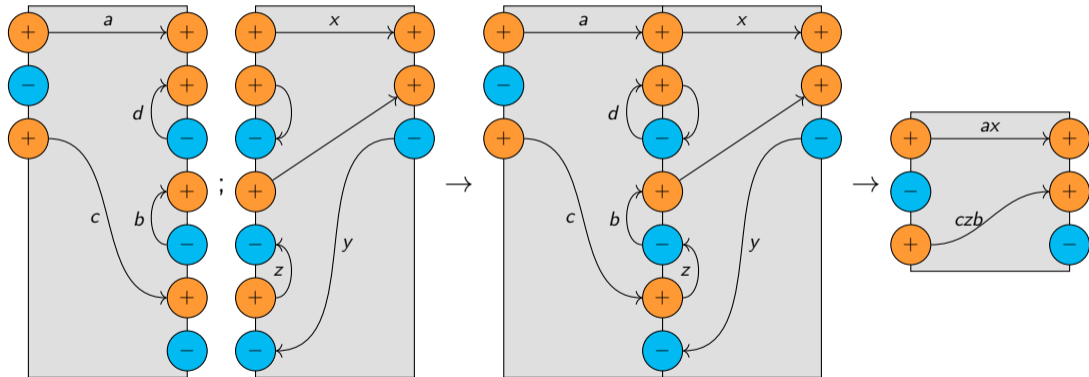 + a + + x + + a + x +
− + + − d + +
+ d − − − + − − + ax +
+ ; + → + → − +
c b − − y c b − y + czb −
+ + z + z
− − −